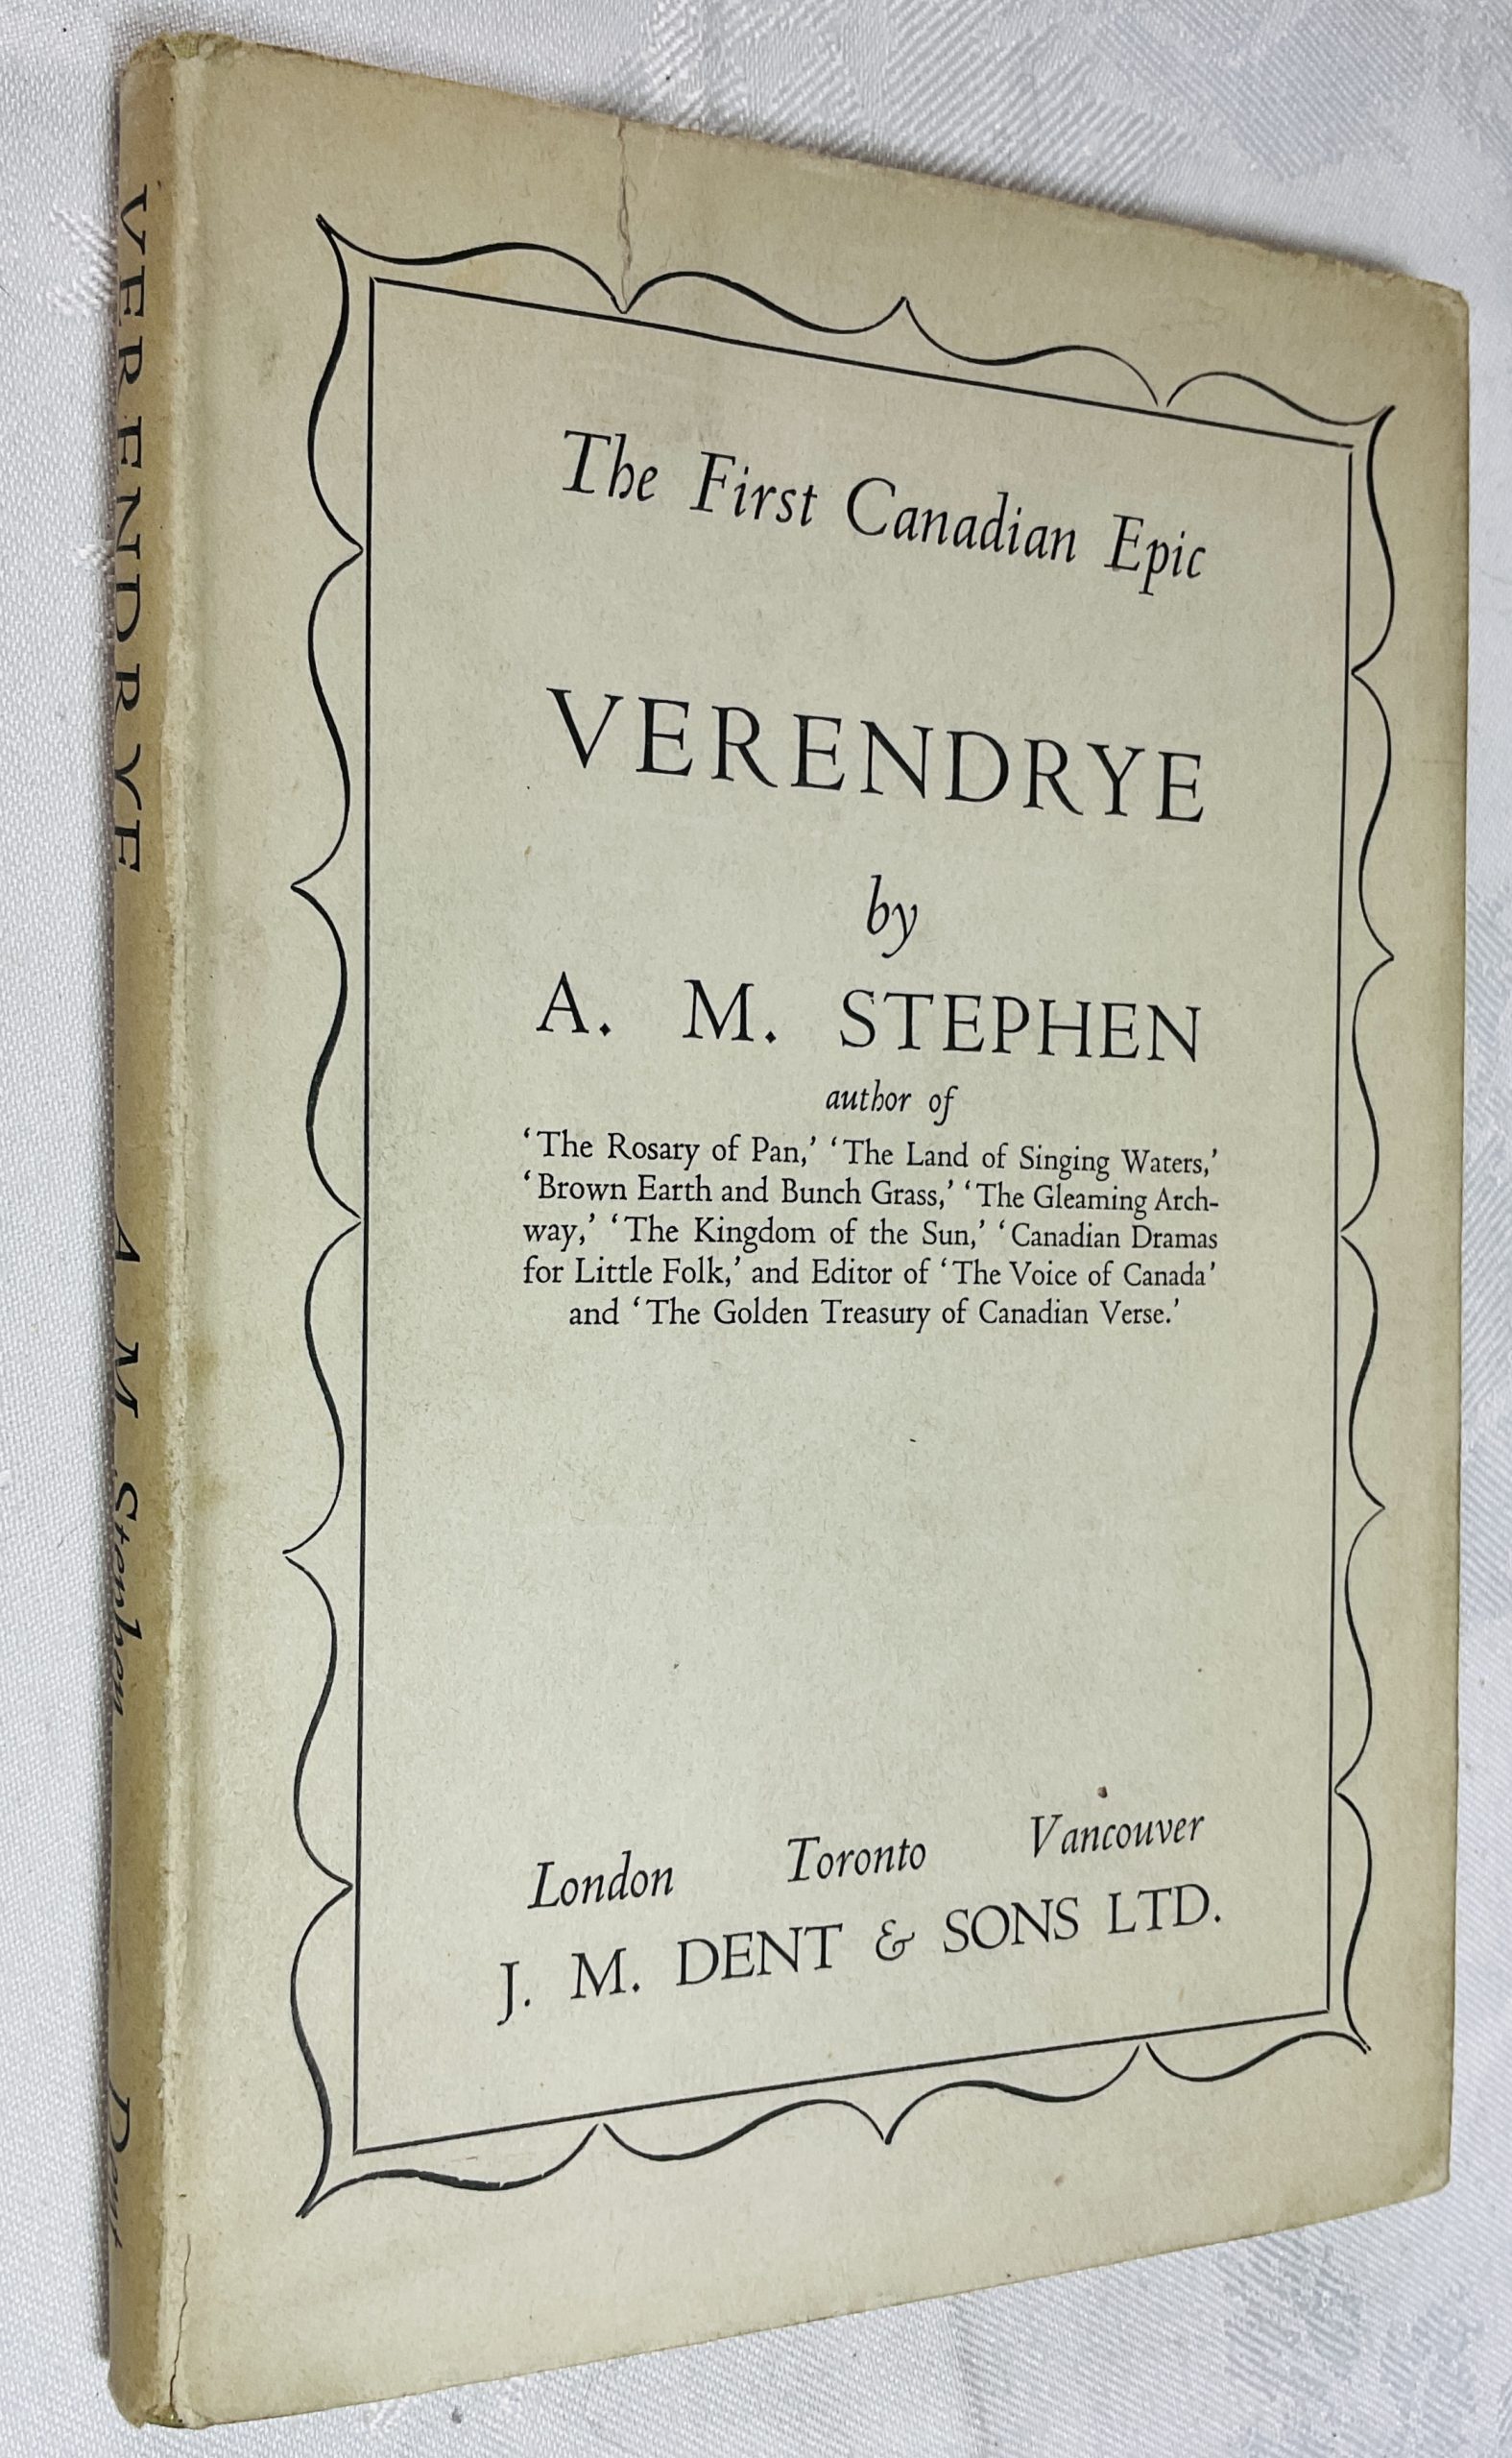 The First Canadian Epic
VERENDRYE
by
A. M. STEPHEN
author of
‘The Rosary of Pan,’ ‘The Land of Singing Waters,’
‘Brown Earth and Bunch Grass,’ ‘The Gleaming Arch-
way,’ ‘The Kingdom of the Sun,’ ‘Canadian Dramas
for Little Folk,’ and Editor of ‘The Voice of Canada’
and ‘The Golden Treasury of Canadian Verse.’
London Toronto Vancouver
J. M. DENT & SONS LTD.
VERENDRYE A M Stephen Dent